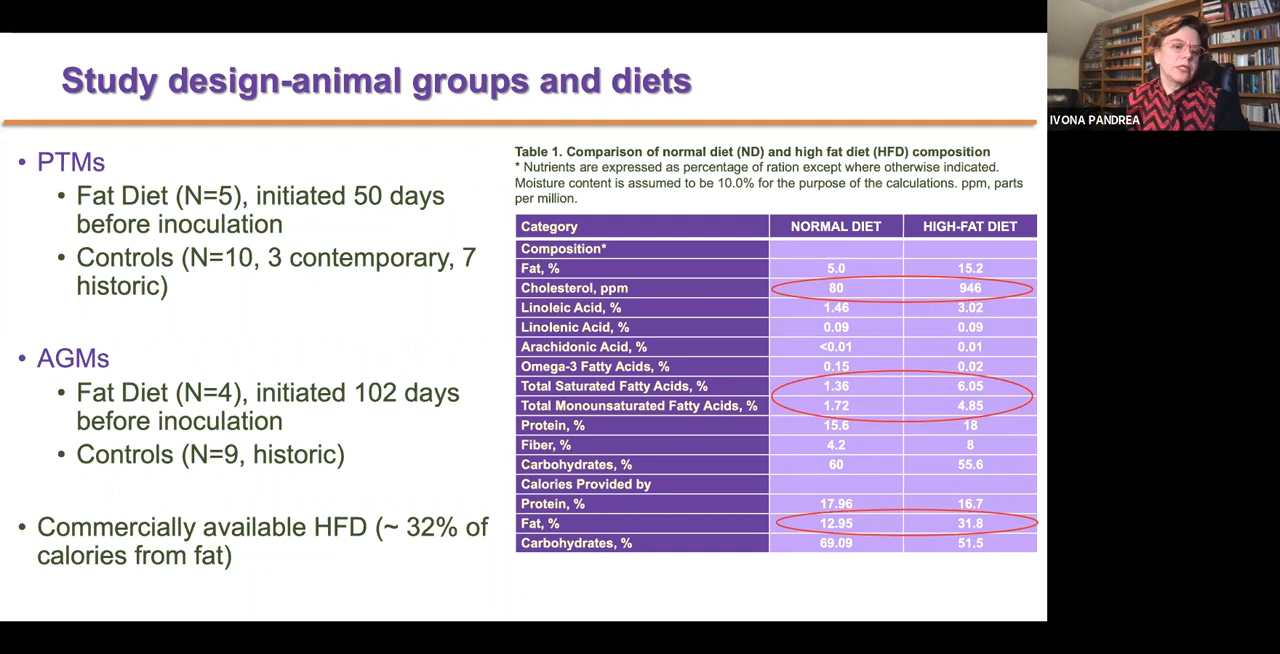 Study design-animal groups and diets
IVONA PANDREA
• PTMs
• Fat Diet (N=5), initiated 50 days
before inoculation
• Controls (N=10, 3 contemporary, 7
historic)
• AGMs
• Fat Diet (N=4), initiated 102 days
before inoculation
• Controls (N=9, historic)
• Commercially available HFD (~ 32% of
calories from fat)
Table 1. Comparison of normal diet (ND) and high fat diet (HFD) composition
* Nutrients are expressed as percentage of ration except where otherwise indicated.
Moisture content is assumed to be 10.0% for the purpose of the calculations. ppm, parts
per million.
Category NORMAL DIET HIGH-FAT DIET
Composition*
Fat, % 5.0 15.2
Cholesterol, ppm 80 946
Linoleic Acid, % 1.46 3.02
Linolenic Acid, % 0.09 0.09
Arachidonic Acid, % <0.01 0.01
Omega-3 Fatty Acids, % 0.15 0.02
Total Saturated Fatty Acids, % 1.36 6.05
Total Monounsaturated Fatty Acids, % 1.72 4.85
Protein, % 15.6 18
Fiber, % 4.2 8
Carbohydrates, % 60 55.6
Calories Provided by
Protein, % 17.96 16.7
Fat, % 12.95 31.8
Carbohydrates, % 69.09 51.5